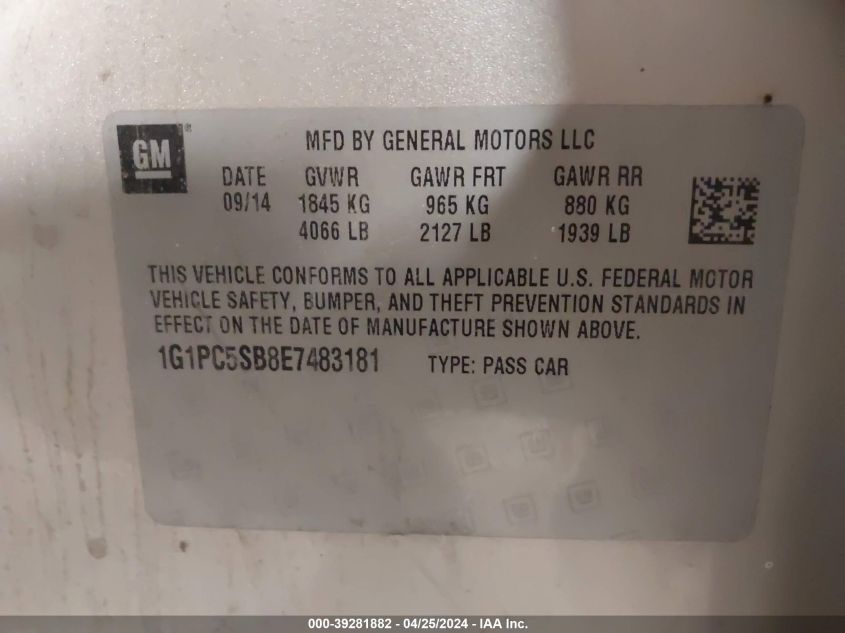 GM ®
MFD BY GENERAL MOTORS LLC
DATE GVWR GAWR FRT GAWR RR
09/14 1845 KG 965 KG 880 KG
4066 LB 2127 LB 1939 LB
THIS VEHICLE CONFORMS TO ALL APPLICABLE U.S. FEDERAL MOTOR
VEHICLE SAFETY, BUMPER, AND THEFT PREVENTION STANDARDS IN
EFFECT ON THE DATE OF MANUFACTURE SHOWN ABOVE.
1G1PC5SB8E7483181 TYPE: PASS CAR
000-39281882 - 04/25/2024 - IAA Inc.